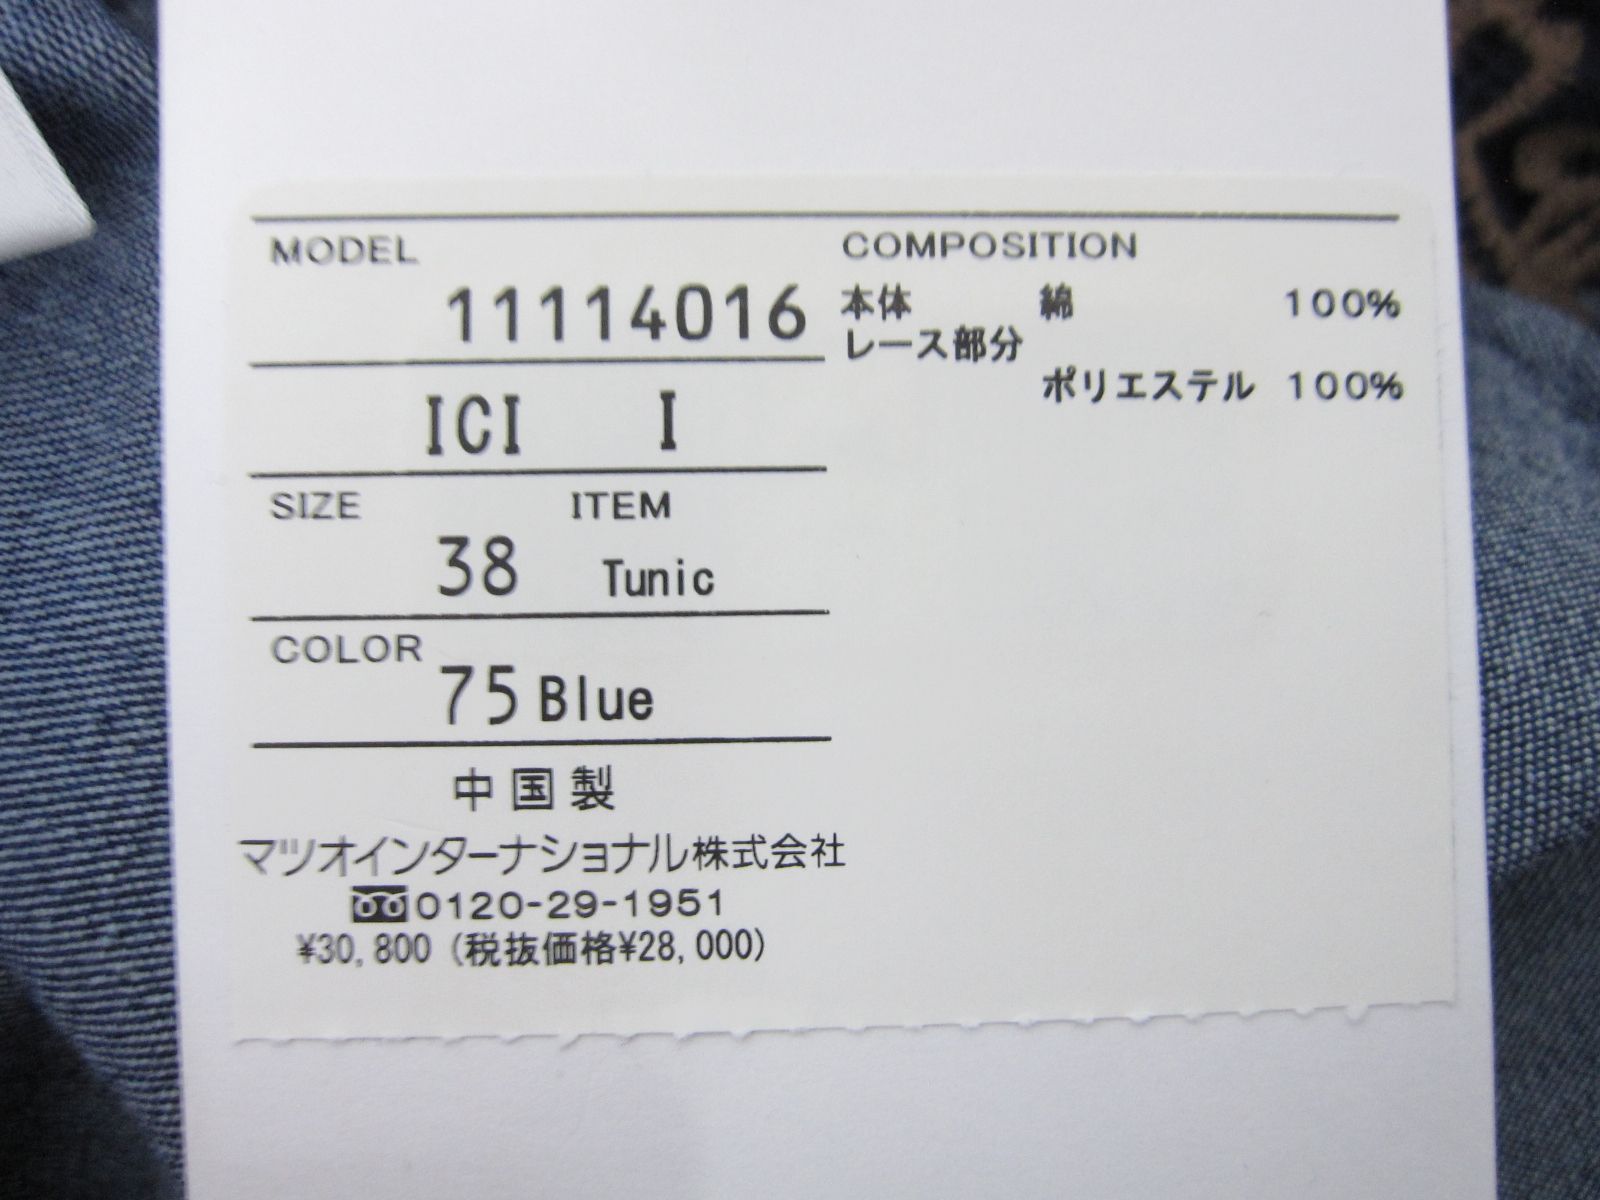 MODEL
11114016
ICI I
SIZE ITEM
38 Tunic
COLOR
75 Blue
中国製
マツオインターナショナル株式会社
0120-29-1951
¥30,800 (税抜価格¥28,000)
COMPOSITION
本体 綿 100%
レース部分
ポリエステル 100%